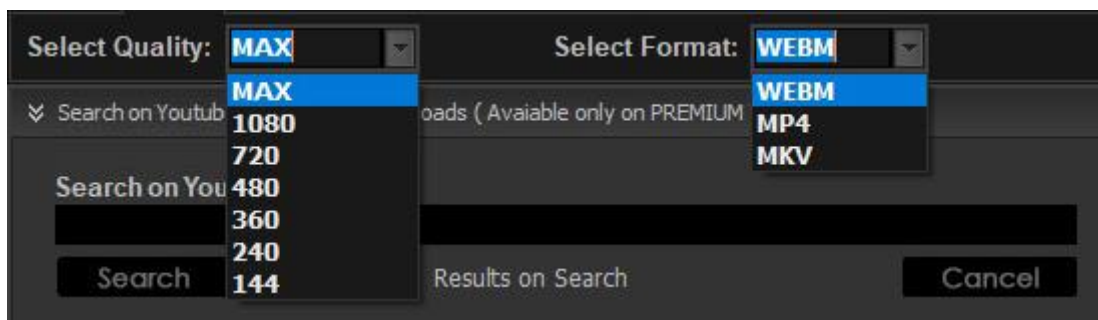 Select Quality: MAX Select Format: WEBM
MAX WEBM
Search on Youtub oads ( Avaiable only on PREMIUM
1080 MP4
720 MKV
Search on You
480
360
240
Search 144 Results on Search Cancel